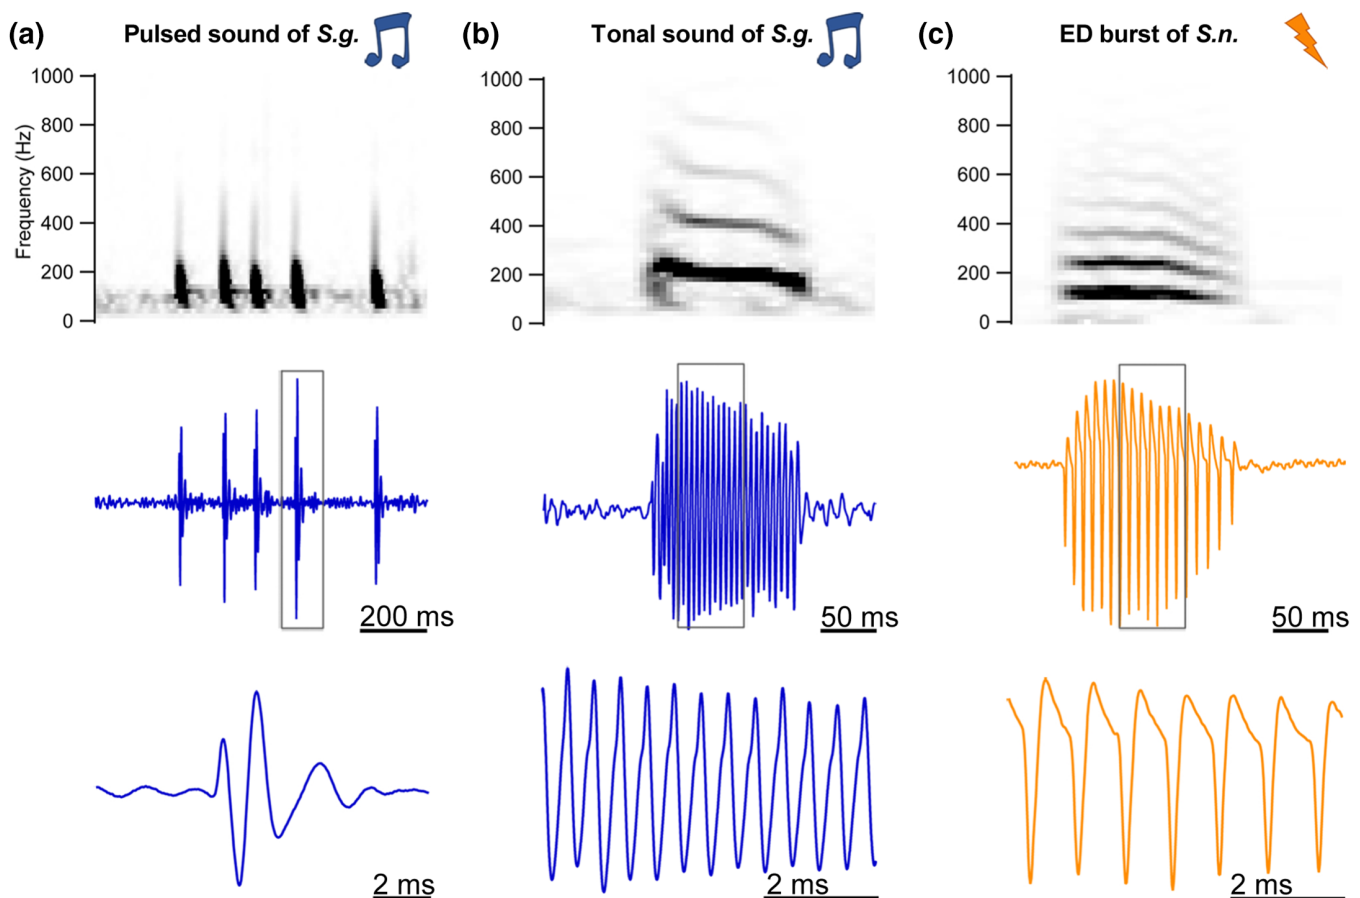 (a) Pulsed sound of S.g.
(b) Tonal sound of S.g.
(c) ED burst of S.n.
Frequency (Hz)
1000
800
600
400
200
0
1000
800
600
400
200
0
1000
800
600
400
200
0
200 ms
50 ms
50 ms
2 ms
2 ms
2 ms